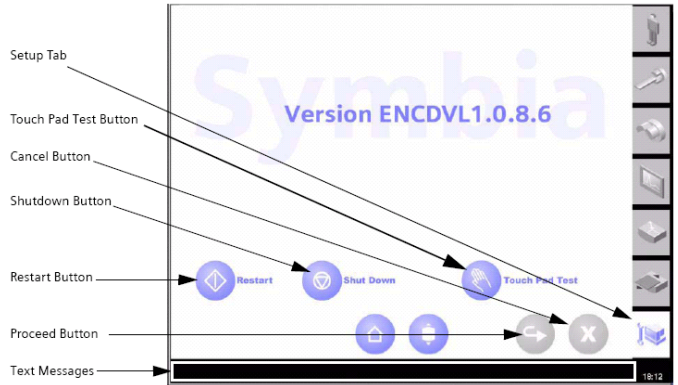 Setup Tab
Symbia
Touch Pad Test Button
Version ENCDVL1.0.8.6
Cancel Button
Shutdown Button
Restart Button
Restart
Shut Down
Touch Pad Test
Proceed Button
X
Text Messages
19:12